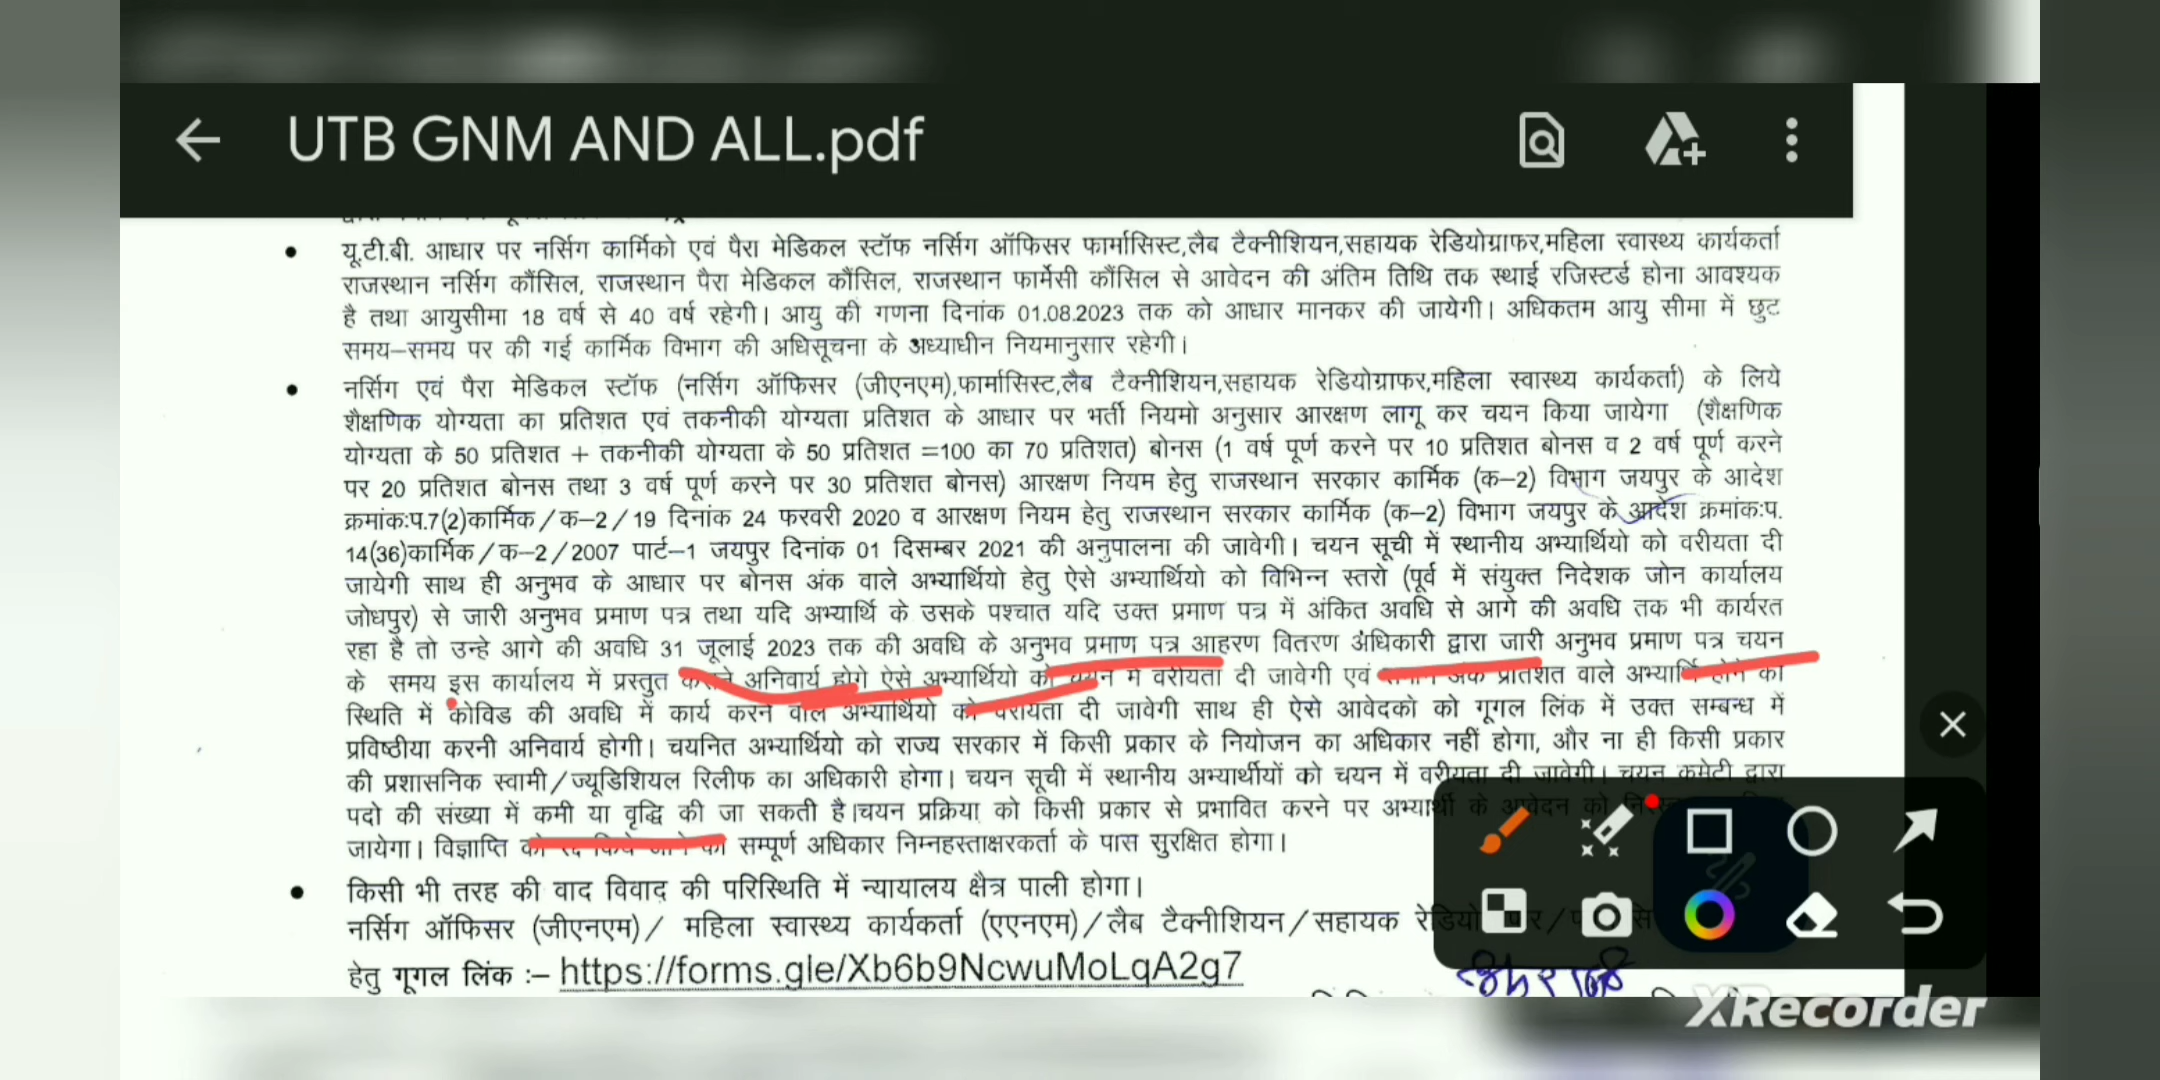 UTB GNM AND ALL.pdf
यू.टी.बी. आधार पर नर्सिग कार्मिको एवं पैरा मेडिकल स्टॉफ नर्सिग ऑफिसर फार्मासिस्ट,लैब टैक्नीशियन,सहायक रेडियोग्राफर,महिला स्वास्थ्य कार्यकर्ता
राजस्थान नर्सिग कौंसिल, राजस्थान पैरा मेडिकल कौंसिल, राजस्थान फार्मेसी कौंसिल से आवेदन की अंतिम तिथि तक स्थाई रजिस्टर्ड होना आवश्यक
है तथा आयुसीमा 18 वर्ष से 40 वर्ष रहेगी। आयु की गणना दिनांक 01.08.2023 तक को आधार मानकर की जायेगी। अधिकतम आयु सीमा में छुट
समय–समय पर की गई कार्मिक विभाग की अधिसूचना के अध्याधीन नियमानुसार रहेगी।
नर्सिग एवं पैरा मेडिकल स्टॉफ (नर्सिग ऑफिसर (जीएनएम),फार्मासिस्ट,लैब टैक्नीशियन,सहायक रेडियोग्राफर,महिला स्वास्थ्य कार्यकर्ता) के लिये
शैक्षणिक योग्यता का प्रतिशत एवं तकनीकी योग्यता प्रतिशत के आधार पर भर्ती नियमो अनुसार आरक्षण लागू कर चयन किया जायेगा (शैक्षणिक
योग्यता के 50 प्रतिशत + तकनीकी योग्यता के 50 प्रतिशत =100 का 70 प्रतिशत) बोनस (1 वर्ष पूर्ण करने पर 10 प्रतिशत बोनस व 2 वर्ष पूर्ण करने
पर 20 प्रतिशत बोनस तथा 3 वर्ष पूर्ण करने पर 30 प्रतिशत बोनस) आरक्षण नियम हेतु राजस्थान सरकार कार्मिक (क–2) विभाग जयपुर के आदेश
क्रमांक:प.7(2)कार्मिक/क–2/19 दिनांक 24 फरवरी 2020 व आरक्षण नियम हेतु राजस्थान सरकार कार्मिक (क–2) विभाग जयपुर के आदेश क्रमांक:प.
14(36)कार्मिक/क–2/2007 पार्ट–1 जयपुर दिनांक 01 दिसम्बर 2021 की अनुपालना की जावेगी। चयन सूची में स्थानीय अभ्यार्थियो को वरीयता दी
जायेगी साथ ही अनुभव के आधार पर बोनस अंक वाले अभ्यार्थियो हेतु ऐसे अभ्यार्थियो को विभिन्न स्तरो (पूर्व में संयुक्त निदेशक जोन कार्यालय
जोधपुर) से जारी अनुभव प्रमाण पत्र तथा यदि अभ्यार्थि के उसके पश्चात यदि उक्त प्रमाण पत्र में अंकित अवधि से आगे की अवधि तक भी कार्यरत
रहा है तो उन्हे आगे की अवधि 31 जूलाई 2023 तक की अवधि के अनुभव प्रमाण पत्र आहरण वितरण अधिकारी द्वारा जारी अनुभव प्रमाण पत्र चयन
के समय इस कार्यालय में प्रस्तुत करने अनिवार्य होगे ऐसे अभ्यार्थियो को चयन में वरीयता दी जावेगी एवं अंक प्रतिशत वाले अभ्यार्थि होने की
स्थिति में कोविड की अवधि में कार्य करने वाले अभ्यार्थियो को वरीयता दी जावेगी साथ ही ऐसे आवेदको को गूगल लिंक में उक्त सम्बन्ध में
प्रविष्ठीया करनी अनिवार्य होगी। चयनित अभ्यार्थियो को राज्य सरकार में किसी प्रकार के नियोजन का अधिकार नहीं होगा, और ना ही किसी प्रकार
की प्रशासनिक स्वामी/ज्यूडिशियल रिलीफ का अधिकारी होगा। चयन सूची में स्थानीय अभ्यार्थीयों को चयन में वरीयता दी जावेगी। चयन कमेटी द्वारा
पदो की संख्या में कमी या वृद्धि की जा सकती है।चयन प्रक्रिया को किसी प्रकार से प्रभावित करने पर अभ्यार्थी के आवेदन को
जायेगा। विज्ञाप्ति सम्पूर्ण अधिकार निम्नहस्ताक्षरकर्ता के पास सुरक्षित होगा।
किसी भी तरह की वाद विवाद की परिस्थिति में न्यायालय क्षैत्र पाली होगा।
नर्सिग ऑफिसर (जीएनएम)/ महिला स्वास्थ्य कार्यकर्ता (एएनएम)/लैब टैक्नीशियन/सहायक
हेतु गूगल लिंक :– https://forms.gle/Xb6b9NcwuMoLqA2g7
XRecorder